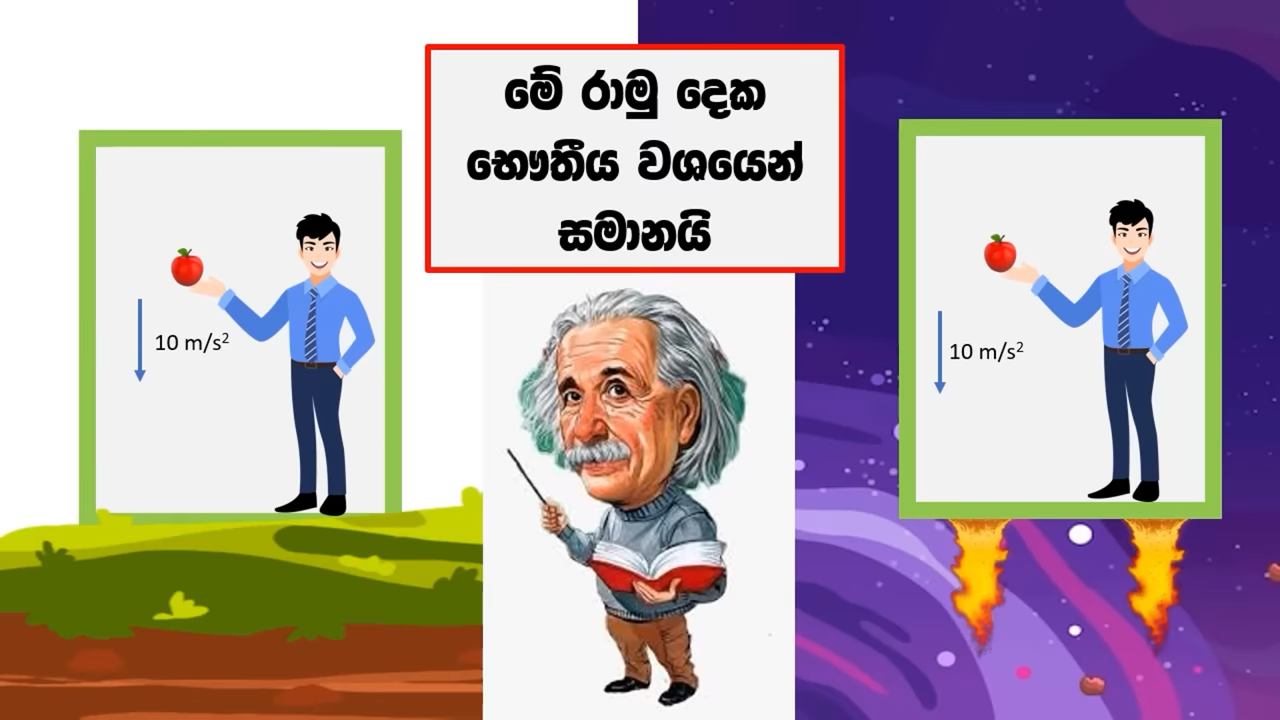 මේ රාමු දෙක
භෞතීය වශයෙන්
සමානයි
10 m/s²
10 m/s²